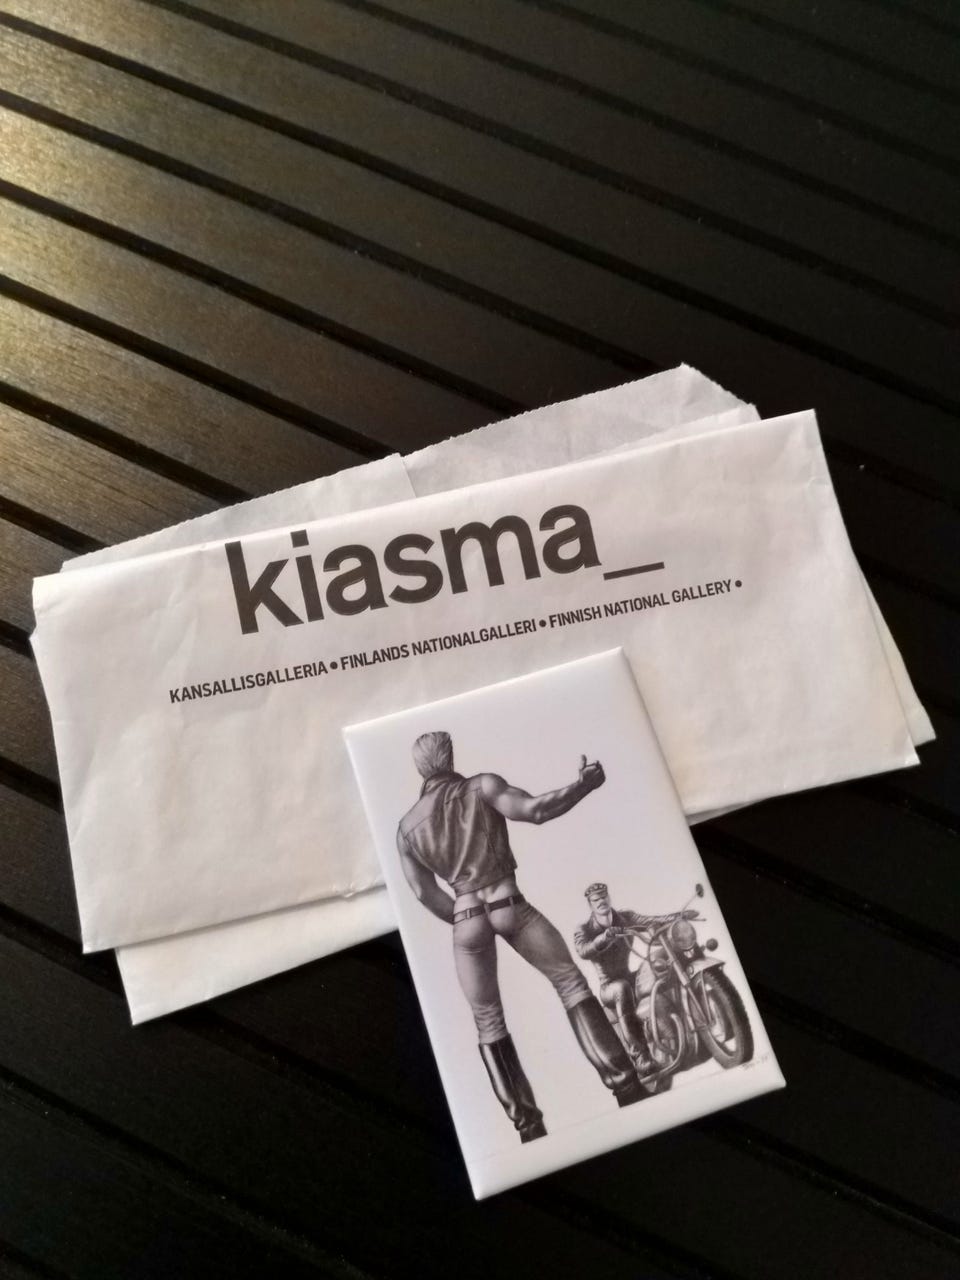 kiasma_
KANSALLISGALLERIA • FINLANDS NATIONALGALLERI • FINNISH NATIONAL GALLERY •